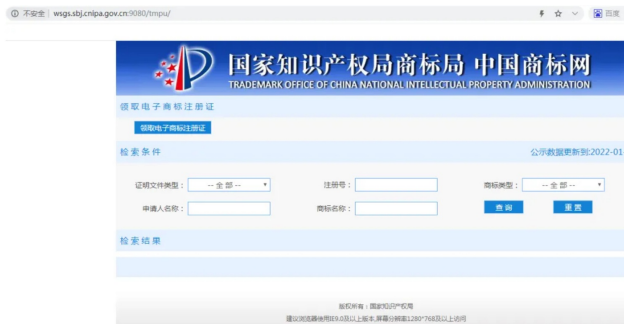 不安全 wsgs.sbj.cnipa.gov.cn:9080/tmpu/ 百度
国家知识产权局商标局 中国商标网
TRADEMARK OFFICE OF CHINA NATIONAL INTELLECTUAL PROPERTY ADMINISTRATION
领取电子商标注册证
领取电子商标注册证
检索条件 公示数据更新到:2022-01-
证明文件类型： -- 全 部 -- 注册号： 商标类型： -- 全 部 --
申请人名称： 商标名称： 查 询 重 置
检索结果
版权所有：国家知识产权局
建议浏览器使用IE9.0及以上版本,屏幕分辨率1280*768及以上访问